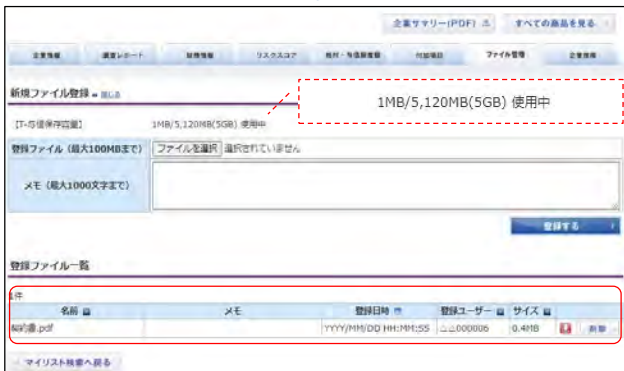 企業サマリー(PDF)
すべての商品を見る
企業情報 調査レポート 財務情報 リスクスコア 付加項目 ファイル管理 企業情報
新規ファイル登録 閉じる
1MB/5,120MB(5GB) 使用中
[T-与信保存容量] 1MB/5,120MB(5GB) 使用中
登録ファイル (最大100MBまで) ファイルを選択 選択されていません
メモ (最大1000文字まで)
登録する
登録ファイル一覧
1件
名前 メモ 登録日時 登録ユーザー サイズ
契約書.pdf YYYY/MM/DD HH:MM:SS △△000006 0.4MB 削除
マイリスト検索へ戻る